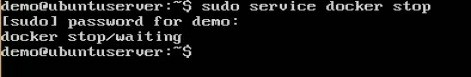 demo@ubuntuserver:~$ sudo service docker stop
[sudo] password for demo:
docker stop/waiting
demo@ubuntuserver:~$